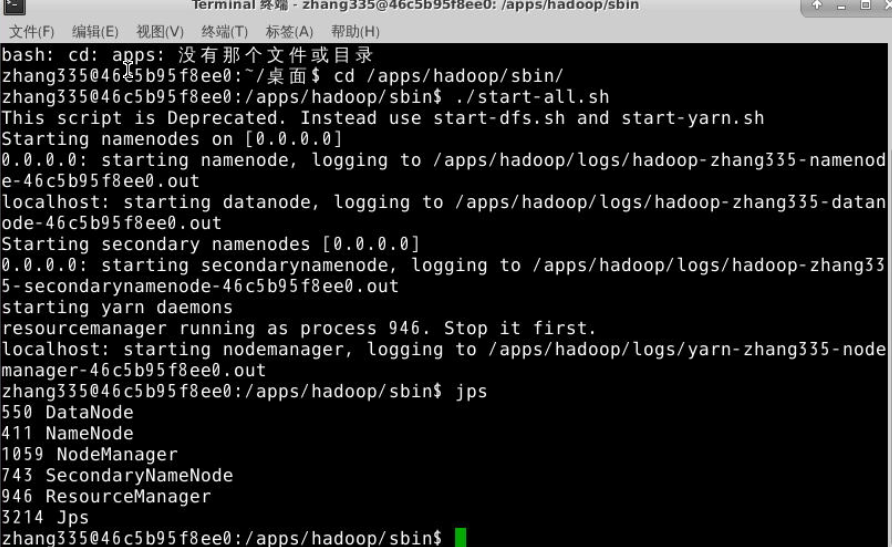 Terminal 终端 - zhang335@46c5b95f8ee0: /apps/hadoop/sbin
文件(F) 编辑(E) 视图(V) 终端(T) 标签(A) 帮助(H)
bash: cd: apps: 没有那个文件或目录
zhang335@46c5b95f8ee0:~/桌面$ cd /apps/hadoop/sbin/
zhang335@46c5b95f8ee0:/apps/hadoop/sbin$ ./start-all.sh
This script is Deprecated. Instead use start-dfs.sh and start-yarn.sh
Starting namenodes on [0.0.0.0]
0.0.0.0: starting namenode, logging to /apps/hadoop/logs/hadoop-zhang335-namenod
e-46c5b95f8ee0.out
localhost: starting datanode, logging to /apps/hadoop/logs/hadoop-zhang335-datan
ode-46c5b95f8ee0.out
Starting secondary namenodes [0.0.0.0]
0.0.0.0: starting secondarynamenode, logging to /apps/hadoop/logs/hadoop-zhang33
5-secondarynamenode-46c5b95f8ee0.out
starting yarn daemons
resourcemanager running as process 946. Stop it first.
localhost: starting nodemanager, logging to /apps/hadoop/logs/yarn-zhang335-node
manager-46c5b95f8ee0.out
zhang335@46c5b95f8ee0:/apps/hadoop/sbin$ jps
550 DataNode
411 NameNode
1059 NodeManager
743 SecondaryNameNode
946 ResourceManager
3214 Jps
zhang335@46c5b95f8ee0:/apps/hadoop/sbin$